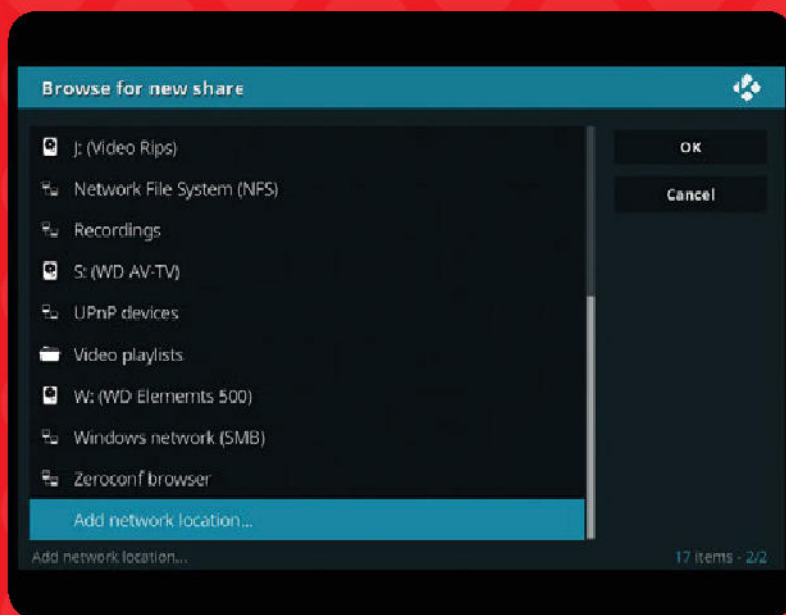 Browse for new share
J: (Video Rips)
Network File System (NFS)
Recordings
S: (WD AV-TV)
UPnP devices
Video playlists
W: (WD Elememts 500)
Windows network (SMB)
Zeroconf browser
Add network location...
OK
Cancel
Add network location...
17 items - 2/2